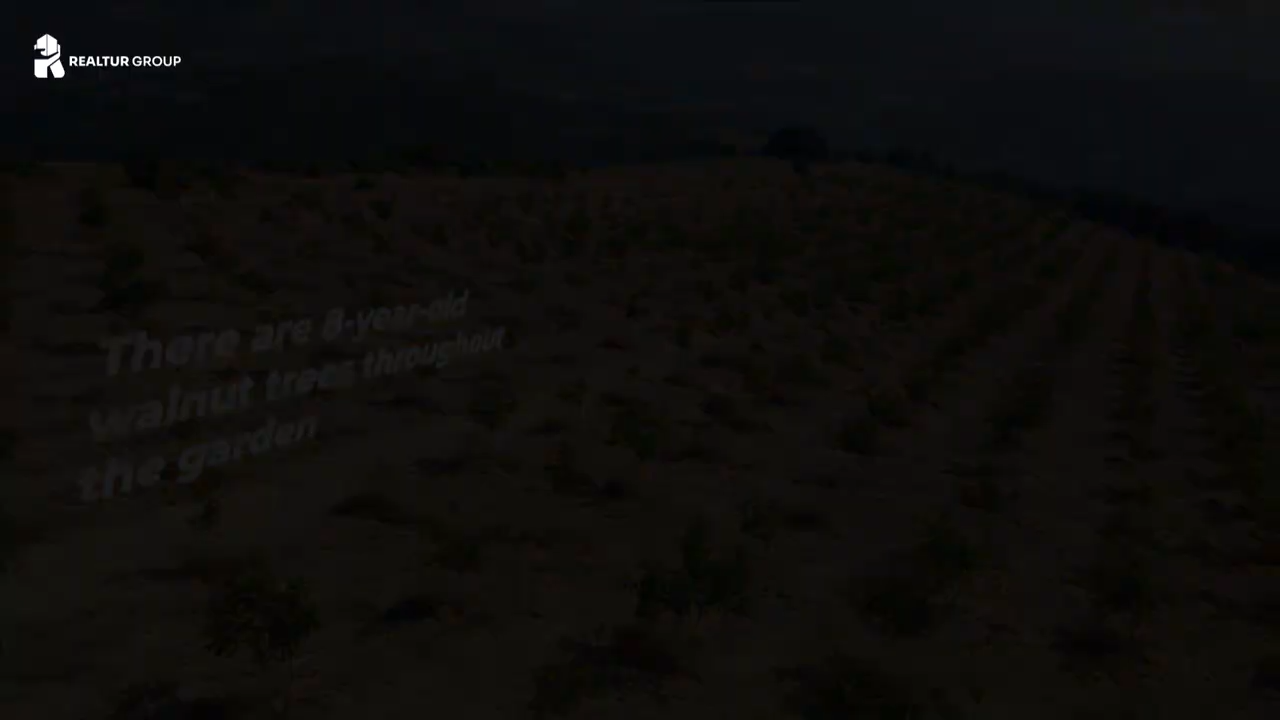 REALTUR GROUP
There are 8-year-old
walnut trees throughout
the garden